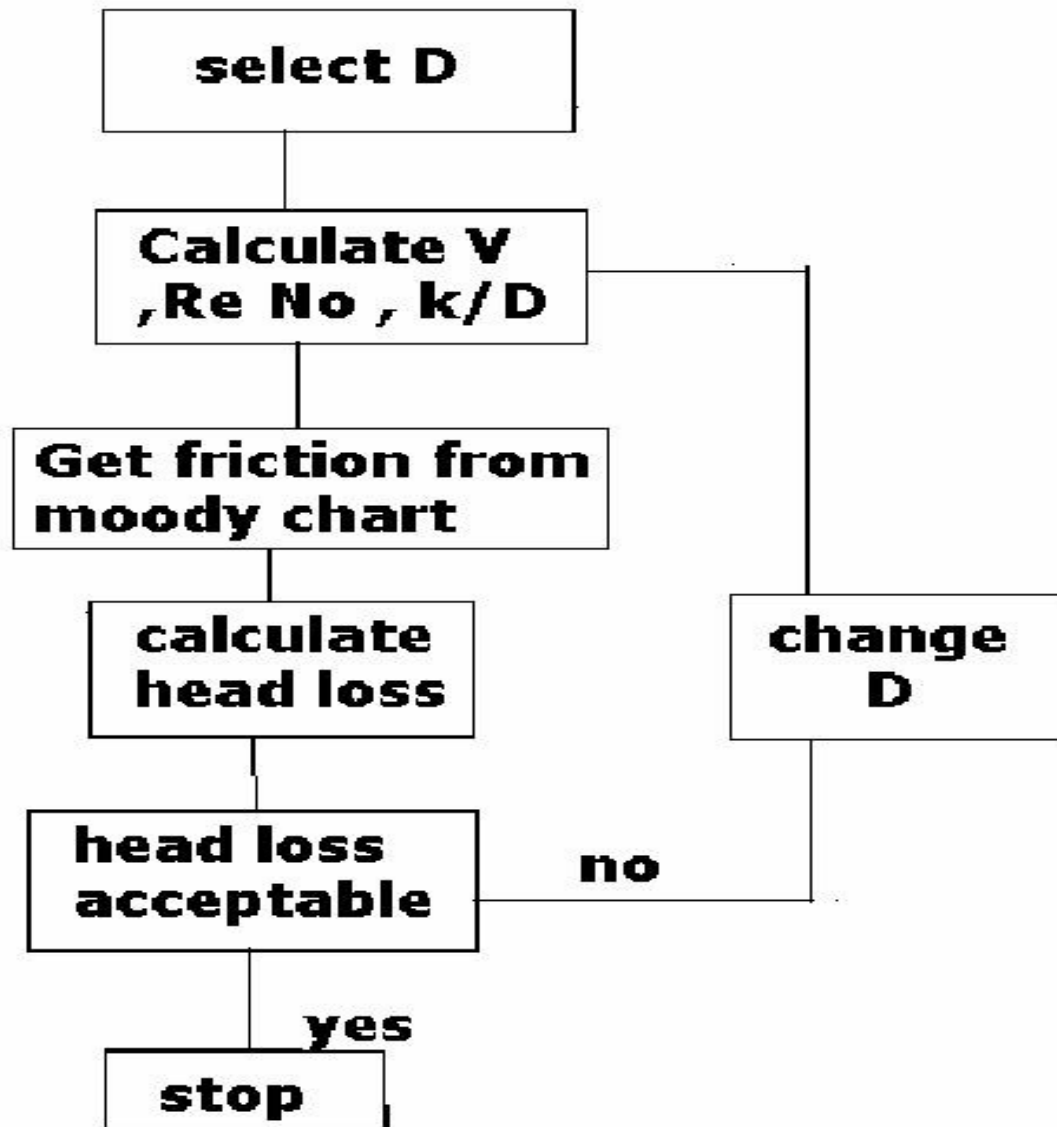 select D
Calculate V
,Re No , k/D
Get friction from
moody chart
calculate
head loss
change
D
head loss
acceptable
no
yes
stop